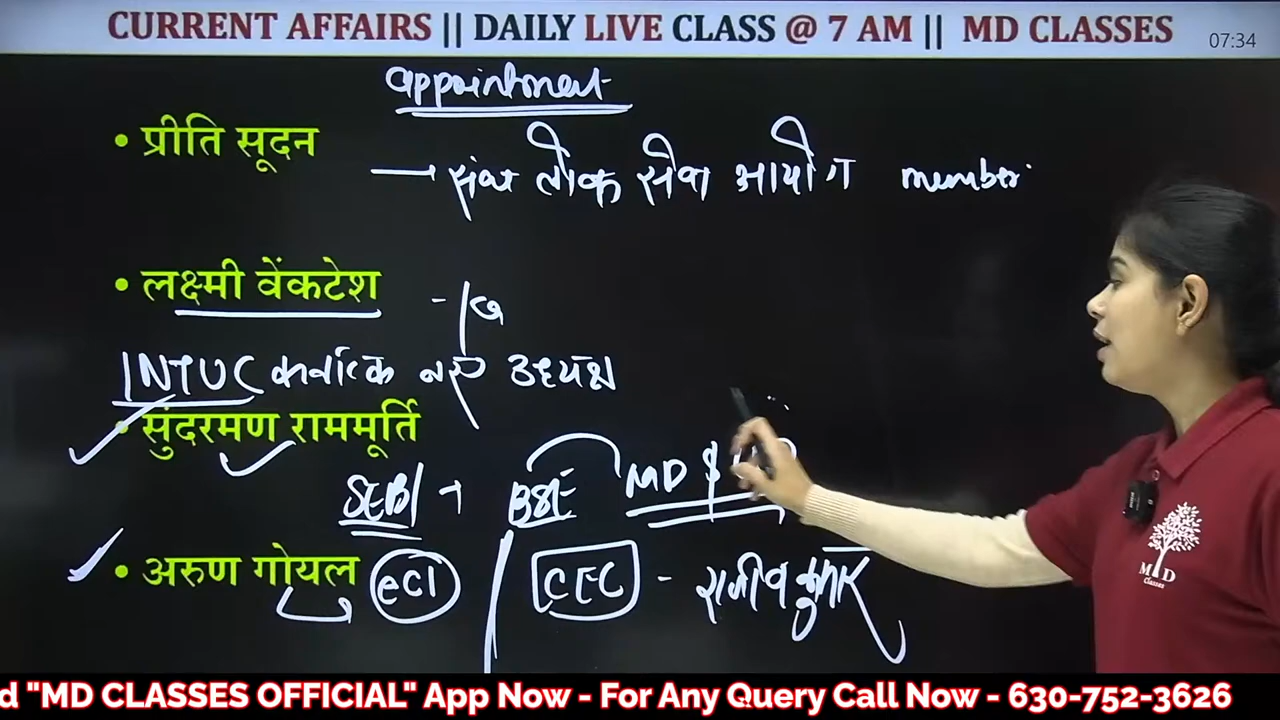 CURRENT AFFAIRS || DAILY LIVE CLASS @ 7 AM || MD CLASSES
07:34
appointment
• प्रीति सूदन
→ संघ लोक सेवा आयोग member
• लक्ष्मी वेंकटेश
INTUC कर्नाटक नए अध्यक्ष
• सुंदरमण राममूर्ति
SEBI → BSE MD $
• अरुण गोयल ECI CEC - राजीव कुमार
MD
Classes
d "MD CLASSES OFFICIAL" App Now - For Any Query Call Now - 630-752-3626